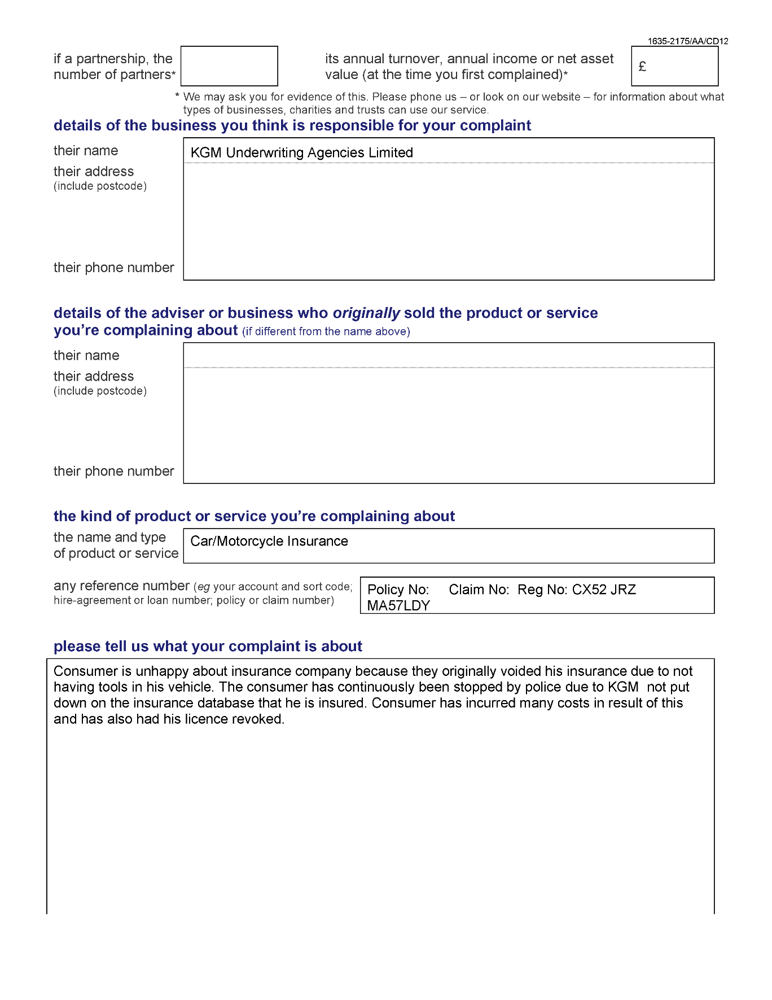 1635-2175/AA/CD12
if a partnership, the
number of partners*
its annual turnover, annual income or net asset
value (at the time you first complained)*
£
* We may ask you for evidence of this. Please phone us – or look on our website – for information about what
types of businesses, charities and trusts can use our service.
details of the business you think is responsible for your complaint
their name
KGM Underwriting Agencies Limited
their address
(include postcode)
their phone number
details of the adviser or business who originally sold the product or service
you're complaining about (if different from the name above)
their name
their address
(include postcode)
their phone number
the kind of product or service you're complaining about
the name and type
of product or service
Car/Motorcycle Insurance
any reference number (eg your account and sort code;
hire-agreement or loan number; policy or claim number)
Policy No: Claim No: Reg No: CX52 JRZ
MA57LDY
please tell us what your complaint is about
Consumer is unhappy about insurance company because they originally voided his insurance due to not
having tools in his vehicle. The consumer has continuously been stopped by police due to KGM not put
down on the insurance database that he is insured. Consumer has incurred many costs in result of this
and has also had his licence revoked.